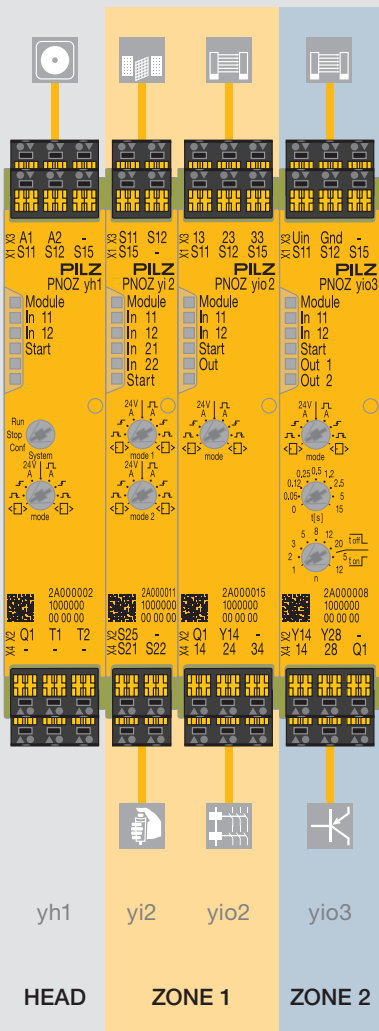 X3 A1 A2 -
X1 S11 S12 S15
PILZ
PNOZ yh1
Module
In 11
In 12
Start
Run
Stop
Conf
System
24V
A A
mode
2A000002
1000000
00 00 00
X2 Q1 T1 T2
X4 - - -
yh1
HEAD
X3 S11 S12
X1 S15 -
PILZ
PNOZ yi2
Module
In 11
In 12
In 21
In 22
Start
24V
A A
mode 1
24V
A A
mode 2
2A000011
1000000
00 00 00
X2 S25 -
X4 S21 S22
yi2
X3 13 23 33
X1 S11 S12 S15
PILZ
PNOZ yio2
Module
In 11
In 12
Start
Out
24V
A A
mode
2A000015
1000000
00 00 00
X2 Q1 Y14 -
X4 14 24 34
yio2
ZONE 1
X3 Uin Gnd -
X1 S11 S12 S15
PILZ
PNOZ yio3
Module
In 11
In 12
Start
Out 1
Out 2
24V
A A
mode
0 0.05 0.12 0.25 0.5 1.2 2.5 5 15
t[s]
1 2 3 5 8 12 20 5 12
t off
t on
n
2A000008
1000000
00 00 00
X2 Y14 Y28 -
X4 14 28 Q1
yio3
ZONE 2